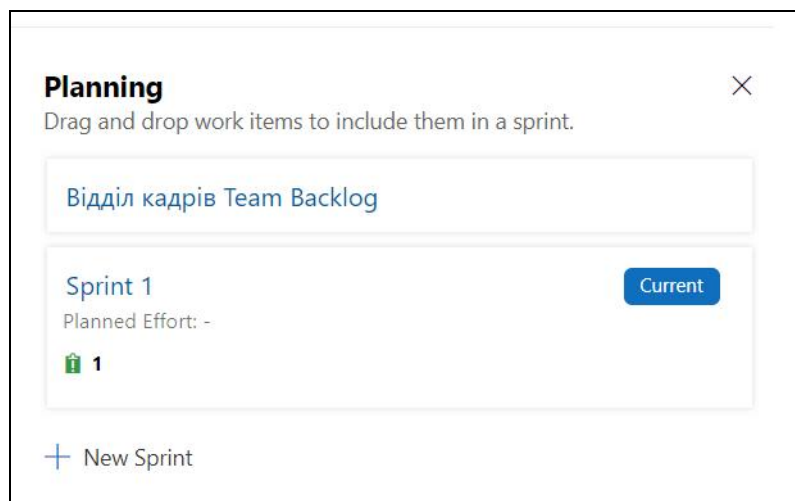 Planning
Drag and drop work items to include them in a sprint.
Відділ кадрів Team Backlog
Sprint 1
Current
Planned Effort: -
1
New Sprint